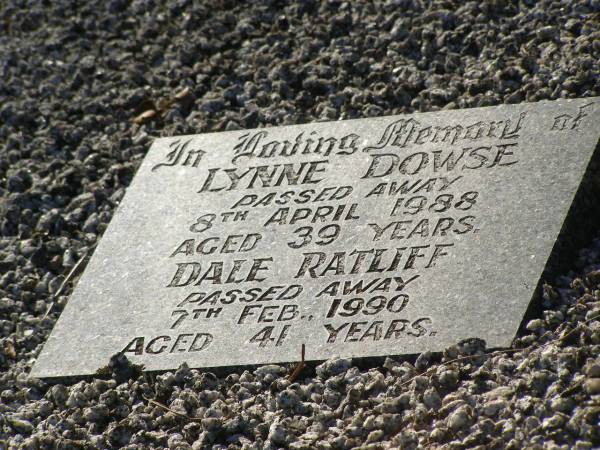 In Loving Memory of
LYNNE DOWSE
PASSED AWAY
8TH APRIL 1988
AGED 39 YEARS.
DALE RATLIFF
PASSED AWAY
7TH FEB., 1990
AGED 41 YEARS.